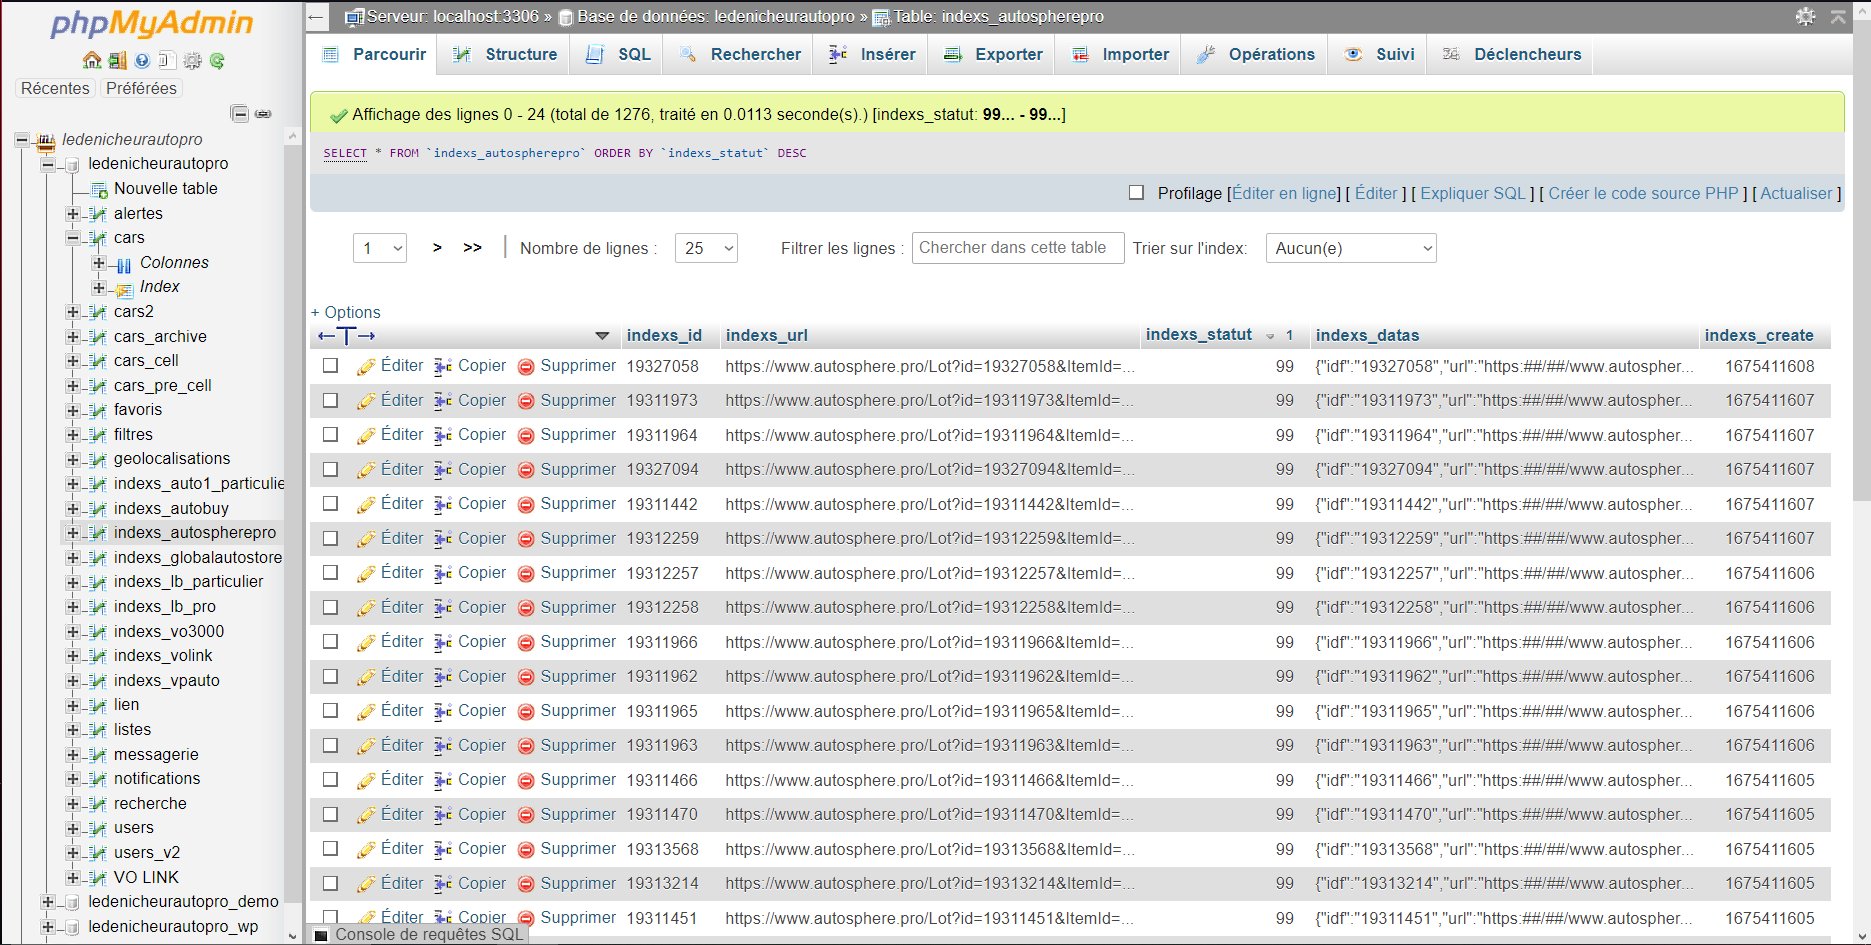 phpMyAdmin
Récentes Préférées
ledenicheurautopro
ledenicheurautopro
Nouvelle table
alertes
cars
Colonnes
Index
cars2
cars_archive
cars_cell
cars_pre_cell
favoris
filtres
geolocalisations
indexs_auto1_particulie
indexs_autobuy
indexs_autospherepro
indexs_globalautostore
indexs_lb_particulier
indexs_lb_pro
indexs_vo3000
indexs_volink
indexs_vpauto
lien
listes
messagerie
notifications
recherche
users
users_v2
VO LINK
ledenicheurautopro_demo
ledenicheurautopro_wp
Serveur: localhost:3306 » Base de données: ledenicheurautopro » Table: indexs_autospherepro
Parcourir Structure SQL Rechercher Insérer Exporter Importer Opérations Suivi Déclencheurs
Affichage des lignes 0 - 24 (total de 1276, traité en 0.0113 seconde(s).) [indexs_statut: 99... - 99...]
SELECT * FROM `indexs_autospherepro` ORDER BY `indexs_statut` DESC
Profilage [Éditer en ligne] [ Éditer ] [ Expliquer SQL ] [ Créer le code source PHP ] [ Actualiser ]
1 > >> | Nombre de lignes : 25 Filtrer les lignes : Chercher dans cette table Trier sur l'index: Aucun(e)
+ Options
←T→ indexs_id indexs_url indexs_statut 1 indexs_datas indexs_create
Éditer Copier Supprimer 19327058 https://www.autosphere.pro/Lot?id=19327058&ItemId=... 99 {"idf":"19327058","url":"https:##/##/www.autospher... 1675411608
Éditer Copier Supprimer 19311973 https://www.autosphere.pro/Lot?id=19311973&ItemId=... 99 {"idf":"19311973","url":"https:##/##/www.autospher... 1675411607
Éditer Copier Supprimer 19311964 https://www.autosphere.pro/Lot?id=19311964&ItemId=... 99 {"idf":"19311964","url":"https:##/##/www.autospher... 1675411607
Éditer Copier Supprimer 19327094 https://www.autosphere.pro/Lot?id=19327094&ItemId=... 99 {"idf":"19327094","url":"https:##/##/www.autospher... 1675411607
Éditer Copier Supprimer 19311442 https://www.autosphere.pro/Lot?id=19311442&ItemId=... 99 {"idf":"19311442","url":"https:##/##/www.autospher... 1675411607
Éditer Copier Supprimer 19312259 https://www.autosphere.pro/Lot?id=19312259&ItemId=... 99 {"idf":"19312259","url":"https:##/##/www.autospher... 1675411607
Éditer Copier Supprimer 19312257 https://www.autosphere.pro/Lot?id=19312257&ItemId=... 99 {"idf":"19312257","url":"https:##/##/www.autospher... 1675411606
Éditer Copier Supprimer 19312258 https://www.autosphere.pro/Lot?id=19312258&ItemId=... 99 {"idf":"19312258","url":"https:##/##/www.autospher... 1675411606
Éditer Copier Supprimer 19311966 https://www.autosphere.pro/Lot?id=19311966&ItemId=... 99 {"idf":"19311966","url":"https:##/##/www.autospher... 1675411606
Éditer Copier Supprimer 19311962 https://www.autosphere.pro/Lot?id=19311962&ItemId=... 99 {"idf":"19311962","url":"https:##/##/www.autospher... 1675411606
Éditer Copier Supprimer 19311965 https://www.autosphere.pro/Lot?id=19311965&ItemId=... 99 {"idf":"19311965","url":"https:##/##/www.autospher... 1675411606
Éditer Copier Supprimer 19311963 https://www.autosphere.pro/Lot?id=19311963&ItemId=... 99 {"idf":"19311963","url":"https:##/##/www.autospher... 1675411606
Éditer Copier Supprimer 19311466 https://www.autosphere.pro/Lot?id=19311466&ItemId=... 99 {"idf":"19311466","url":"https:##/##/www.autospher... 1675411605
Éditer Copier Supprimer 19311470 https://www.autosphere.pro/Lot?id=19311470&ItemId=... 99 {"idf":"19311470","url":"https:##/##/www.autospher... 1675411605
Éditer Copier Supprimer 19313568 https://www.autosphere.pro/Lot?id=19313568&ItemId=... 99 {"idf":"19313568","url":"https:##/##/www.autospher... 1675411605
Éditer Copier Supprimer 19313214 https://www.autosphere.pro/Lot?id=19313214&ItemId=... 99 {"idf":"19313214","url":"https:##/##/www.autospher... 1675411605
Éditer Copier Supprimer 19311451 https://www.autosphere.pro/Lot?id=19311451&ItemId=... 99 {"idf":"19311451","url":"https:##/##/www.autospher... 1675411605
Console de requêtes SQL